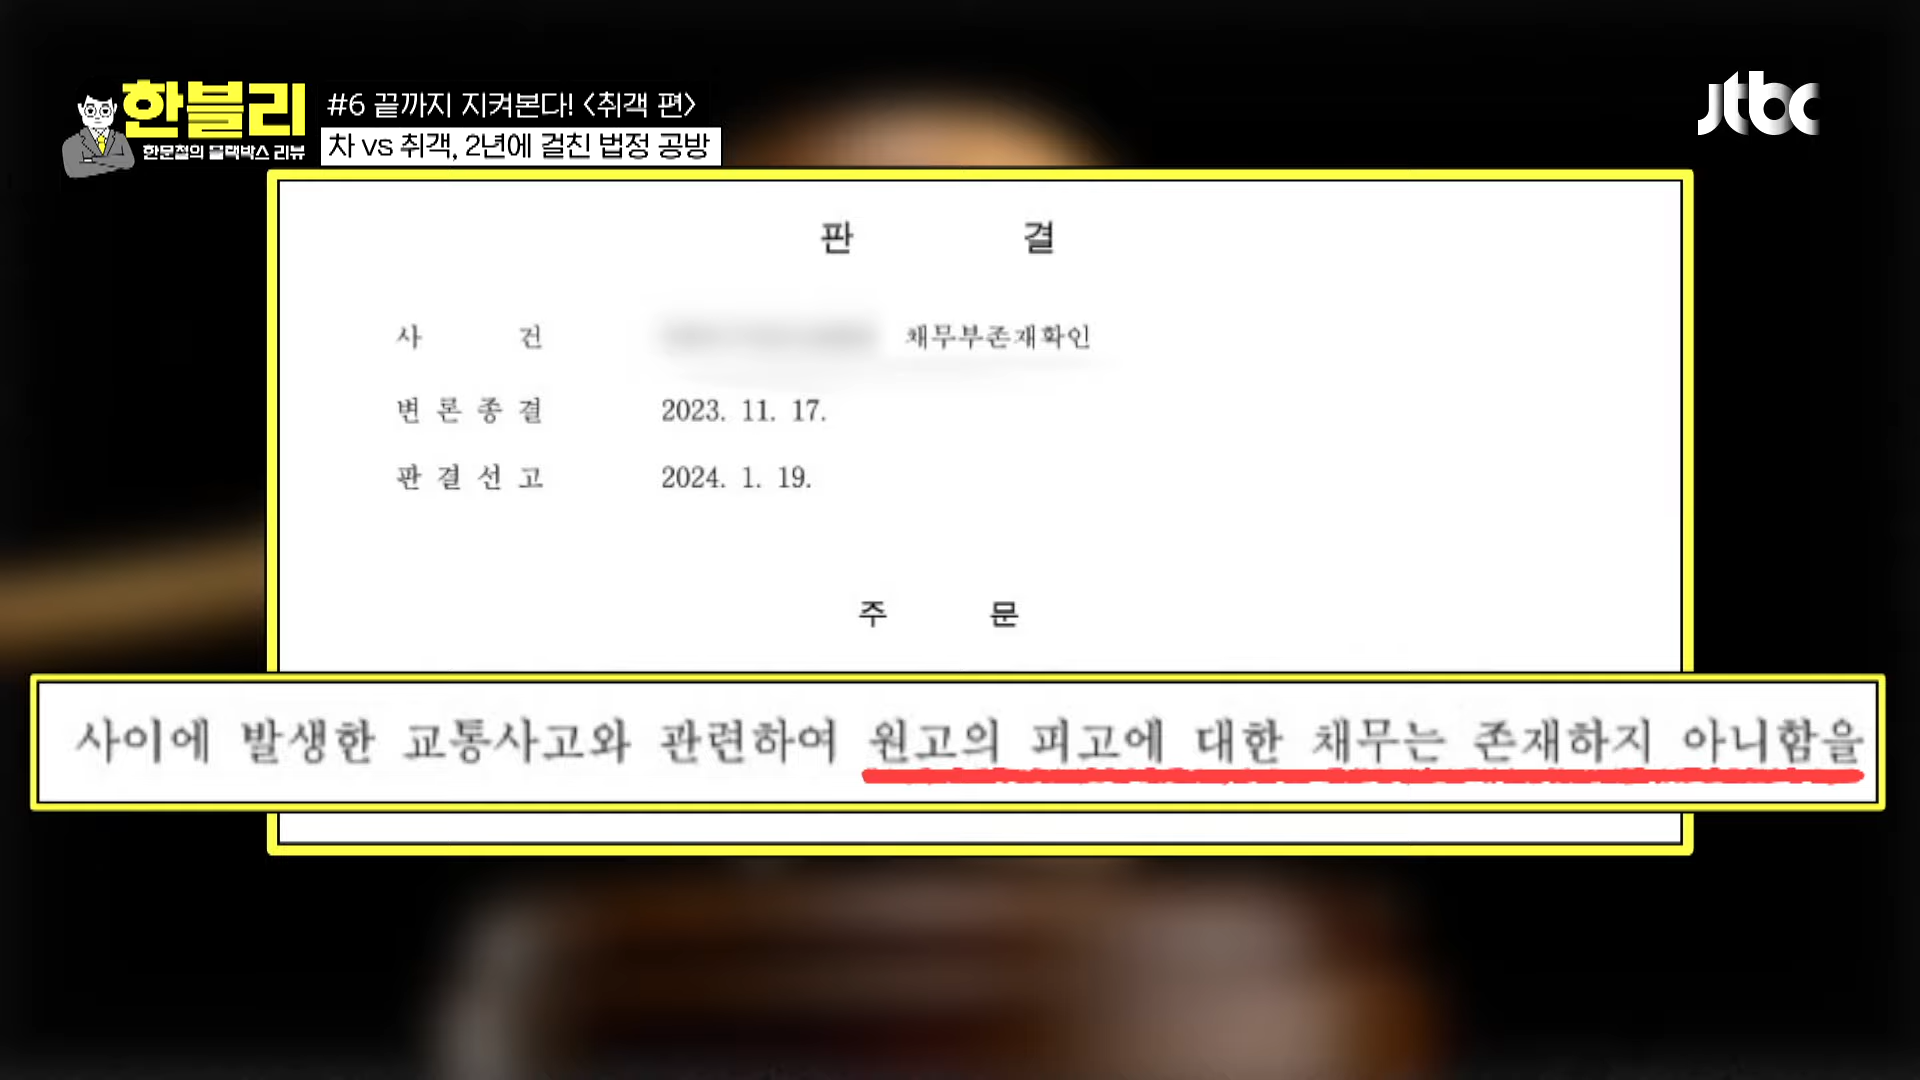 한블리
한문철의 블랙박스 리뷰
#6 끝까지 지켜본다! <취객 편>
차 vs 취객, 2년에 걸친 법정 공방
jtbc
판 결
사 건 채무부존재확인
변 론 종 결 2023. 11. 17.
판 결 선 고 2024. 1. 19.
주 문
사이에 발생한 교통사고와 관련하여 원고의 피고에 대한 채무는 존재하지 아니함을